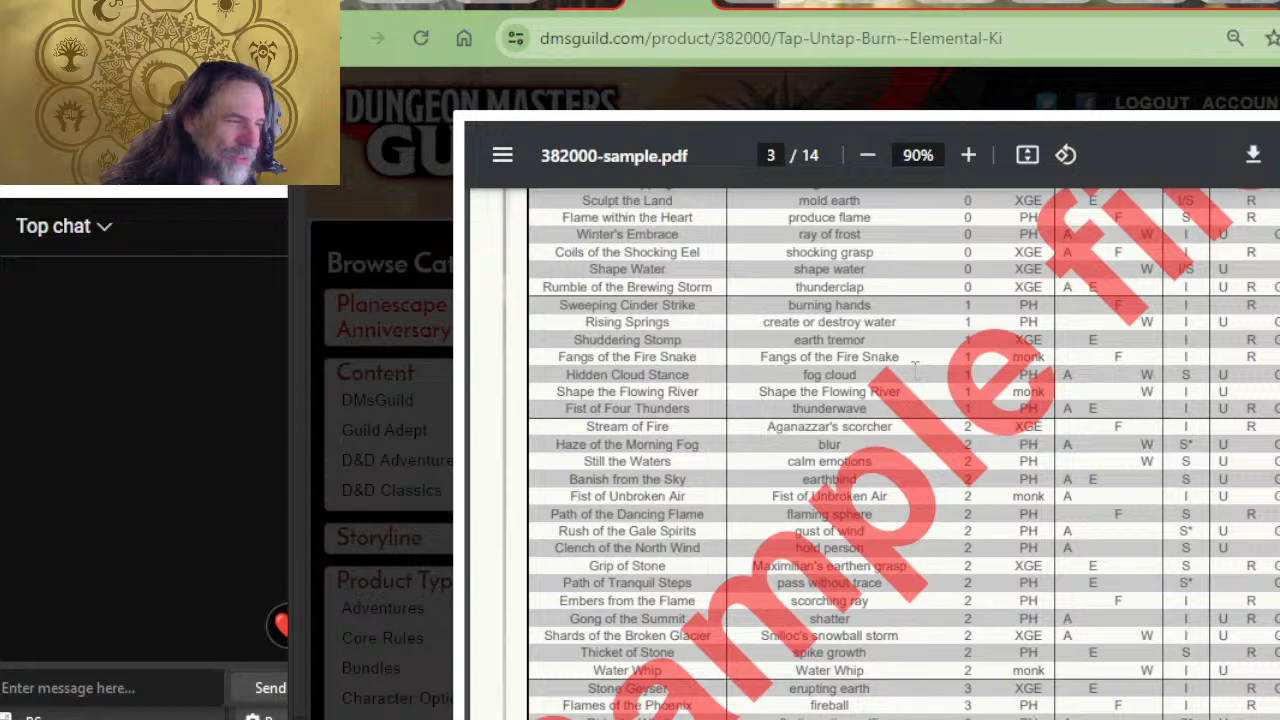 dmsguild.com/product/382000/Tap-Untap-Burn--Elemental-Ki
DUNGEON MASTERS
GU
LOGOUT ACCOUN
382000-sample.pdf 3 / 14 90%
Top chat
Enter message here... Send
Browse Cat
Planescape
Anniversary
Content
DMsGuild
Guild Adept
D&D Adventure
D&D Classics
Storyline
Product Typ
Adventures
Core Rules
Bundles
Character Optio
Sculpt the Land mold earth 0 XGE E I/S R
Flame within the Heart produce flame 0 PH F S R
Winter's Embrace ray of frost 0 PH A W I U
Coils of the Shocking Eel shocking grasp 0 XGE A F I R
Shape Water shape water 0 XGE W I/S U
Rumble of the Brewing Storm thunderclap 0 XGE A E I U R
Sweeping Cinder Strike burning hands 1 PH F I R
Rising Springs create or destroy water 1 PH W I U
Shuddering Stomp earth tremor 1 XGE E I R
Fangs of the Fire Snake Fangs of the Fire Snake 1 monk F I R
Hidden Cloud Stance fog cloud 1 PH A W S U
Shape the Flowing River Shape the Flowing River 1 monk W I U
Fist of Four Thunders thunderwave 1 PH A E I U R
Stream of Fire Aganazzar's scorcher 2 XGE F I R
Haze of the Morning Fog blur 2 PH A W S* U
Still the Waters calm emotions 2 PH W S U
Banish from the Sky earthbind 2 XGE A E S U
Fist of Unbroken Air Fist of Unbroken Air 2 monk A I U
Path of the Dancing Flame flaming sphere 2 PH F S R
Rush of the Gale Spirits gust of wind 2 PH A S* U
Clench of the North Wind hold person 2 PH A S U
Grip of Stone Maximilian's earthen grasp 2 XGE E S R
Path of Tranquil Steps pass without trace 2 PH E S*
Embers from the Flame scorching ray 2 PH F I R
Gong of the Summit shatter 2 PH A I U R
Shards of the Broken Glacier Snilloc's snowball storm 2 XGE A W I U
Thicket of Stone spike growth 2 PH E S R
Water Whip Water Whip 2 monk W I U
Stone Geyser erupting earth 3 XGE E I R
Flames of the Phoenix fireball 3 PH F I R
ample fi